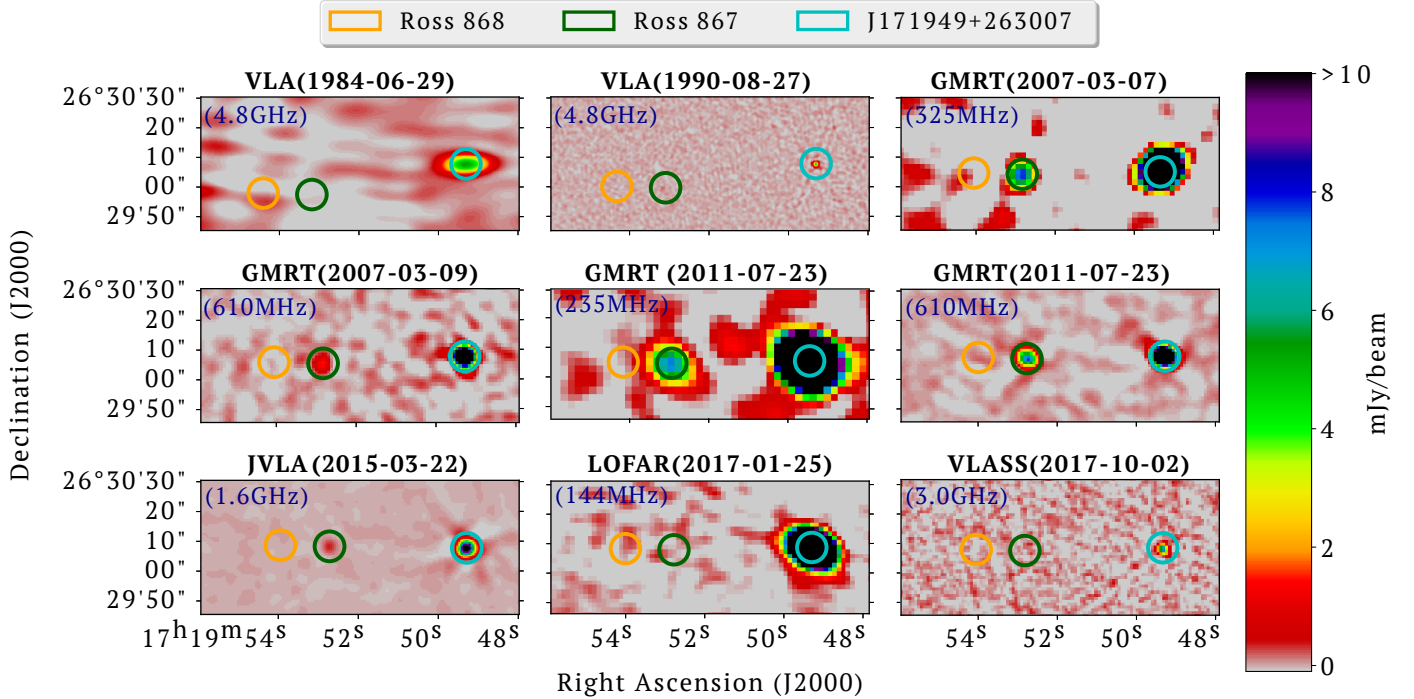 Ross 868 Ross 867 J171949+263007
VLA(1984-06-29) VLA(1990-08-27) GMRT(2007-03-07)
26°30'30"
20"
10"
00"
29'50"
(4.8GHz) (4.8GHz) (325MHz)
GMRT(2007-03-09) GMRT (2011-07-23) GMRT(2011-07-23)
26°30'30"
20"
10"
00"
29'50"
(610MHz) (235MHz) (610MHz)
JVLA(2015-03-22) LOFAR(2017-01-25) VLASS(2017-10-02)
26°30'30"
20"
10"
00"
29'50"
(1.6GHz) (144MHz) (3.0GHz)
17ʰ19ᵐ54ˢ 52ˢ 50ˢ 48ˢ 54ˢ 52ˢ 50ˢ 48ˢ 54ˢ 52ˢ 50ˢ 48ˢ
Right Ascension (J2000)
Declination (J2000)
>10
8
6
4
2
0
mJy/beam